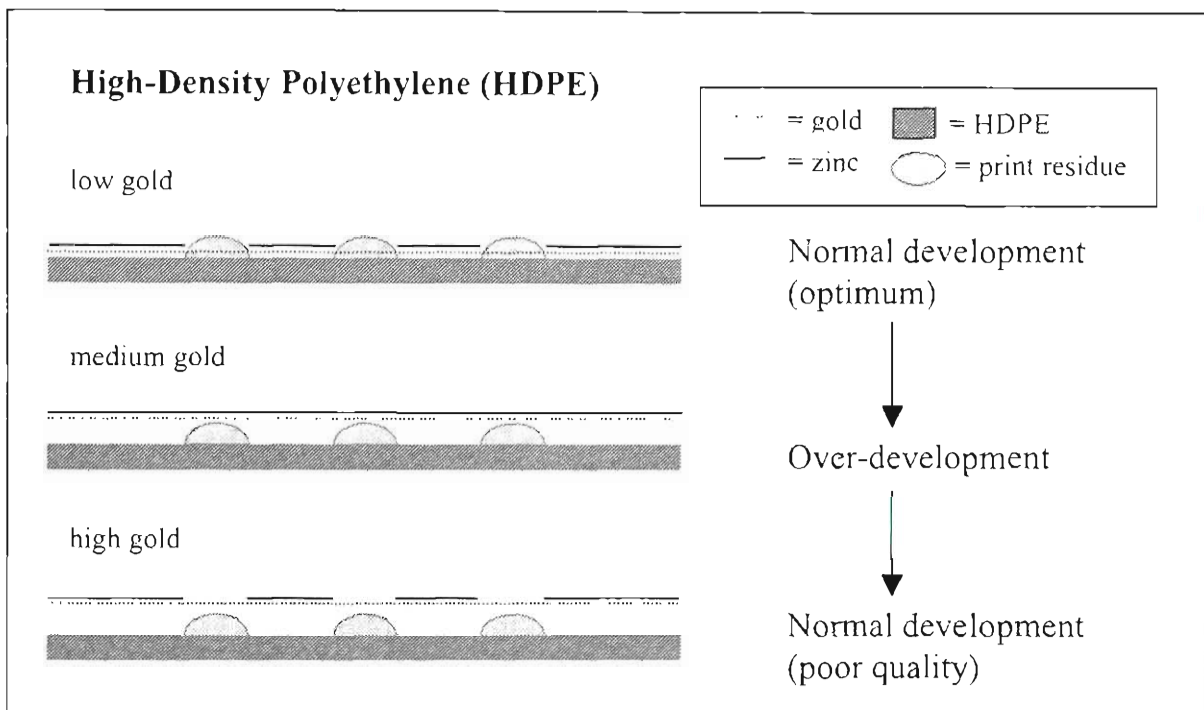 High-Density Polyethylene (HDPE)
= gold = HDPE
= zinc = print residue
low gold
Normal development
(optimum)
medium gold
Over-development
high gold
Normal development
(poor quality)